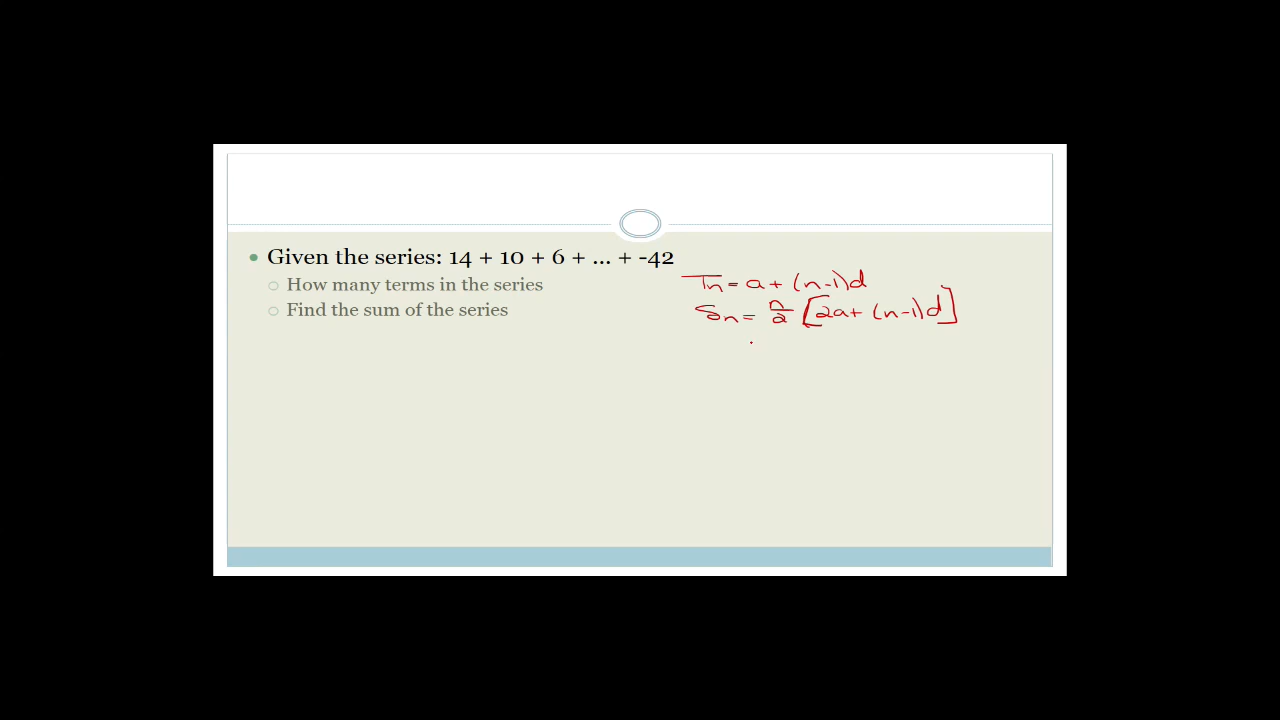 Given the series: 14 + 10 + 6 + ... + -42
How many terms in the series
Find the sum of the series
Tn = a + (n-1)d
Sn = n/2 [2a + (n-1)d]